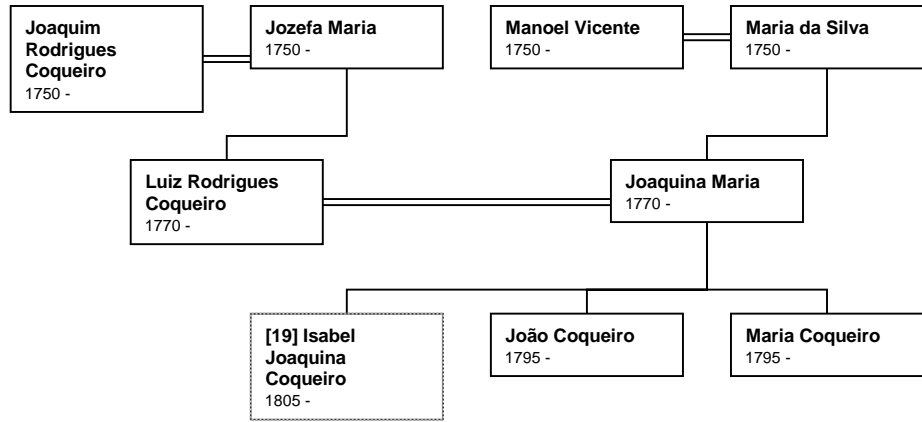 Joaquim
Rodrigues
Coqueiro
1750 -
Jozefa Maria
1750 -
Manoel Vicente
1750 -
Maria da Silva
1750 -
Luiz Rodrigues
Coqueiro
1770 -
Joaquina Maria
1770 -
[19] Isabel
Joaquina
Coqueiro
1805 -
João Coqueiro
1795 -
Maria Coqueiro
1795 -